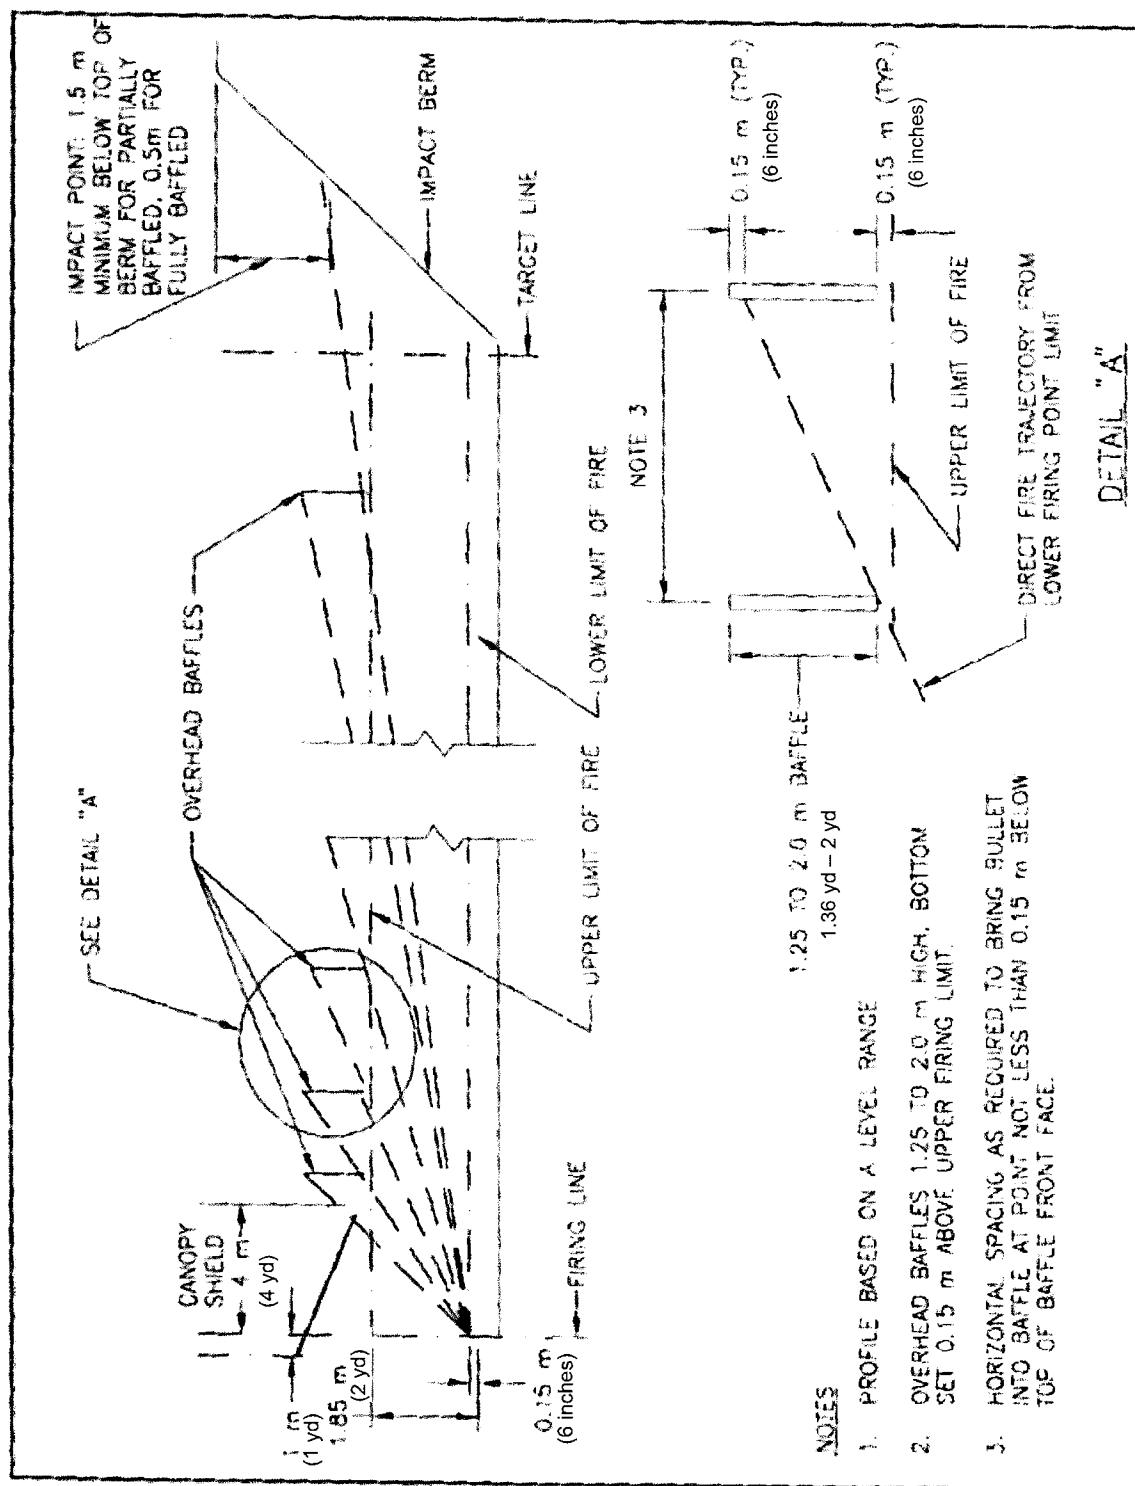 IMPACT POINT: 1.5 m
MINIMUM BELOW TOP OF
BERM FOR PARTIALLY
BAFFLED, 0.5m FOR
FULLY BAFFLED
IMPACT BERM
TARGET LINE
OVERHEAD BAFFLES
SEE DETAIL "A"
LOWER LIMIT OF FIRE
UPPER LIMIT OF FIRE
CANOPY
SHIELD
4 m
(4 yd)
FIRING LINE
1 m
(1 yd)
1.85 m
(2 yd)
0.15 m
(6 inches)
0.15 m (TYP.)
(6 inches)
0.15 m (TYP.)
(6 inches)
NOTE 3
UPPER LIMIT OF FIRE
DIRECT FIRE TRAJECTORY FROM
LOWER FIRING POINT LIMIT
1.25 TO 2.0 m BAFFLE
1.36 yd – 2 yd
DETAIL "A"
NOTES
1. PROFILE BASED ON A LEVEL RANGE
2. OVERHEAD BAFFLES 1.25 TO 2.0 m HIGH, BOTTOM
SET 0.15 m ABOVE UPPER FIRING LIMIT.
3. HORIZONTAL SPACING AS REQUIRED TO BRING BULLET
INTO BAFFLE AT POINT NOT LESS THAN 0.15 m BELOW
TOP OF BAFFLE FRONT FACE.